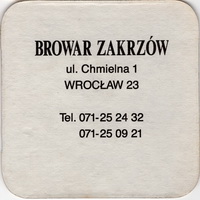 BROWAR ZAKRZÓW
ul. Chmielna 1
WROCŁAW 23
Tel. 071-25 24 32
071-25 09 21